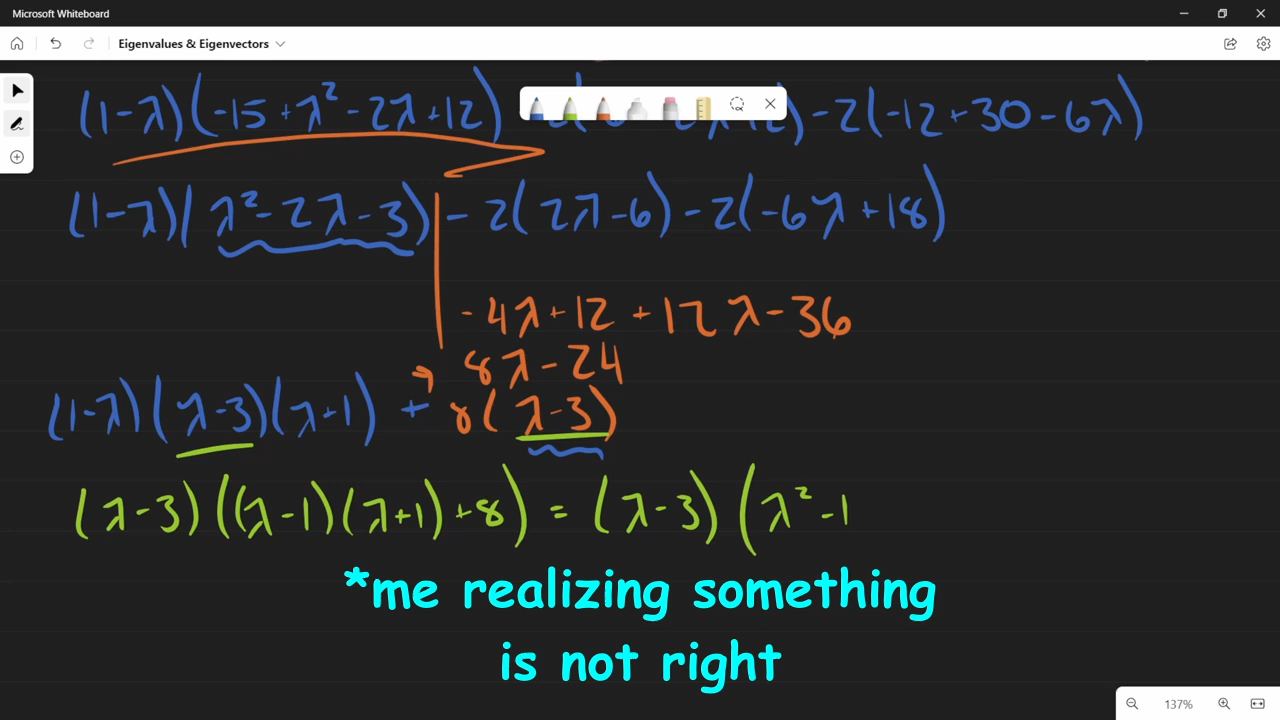 Microsoft Whiteboard
Eigenvalues & Eigenvectors
(1-λ)(-15+λ²-2λ+12) ) -2(-12+30-6λ)
(1-λ)(λ²-2λ-3) - 2(2λ-6) -2(-6λ+18)
-4λ+12 +12λ-36
8λ-24
(1-λ)(λ-3)(λ+1) + 8(λ-3)
(λ-3)((λ-1)(λ+1)+8) = (λ-3)(λ²-1
*me realizing something
is not right
137%